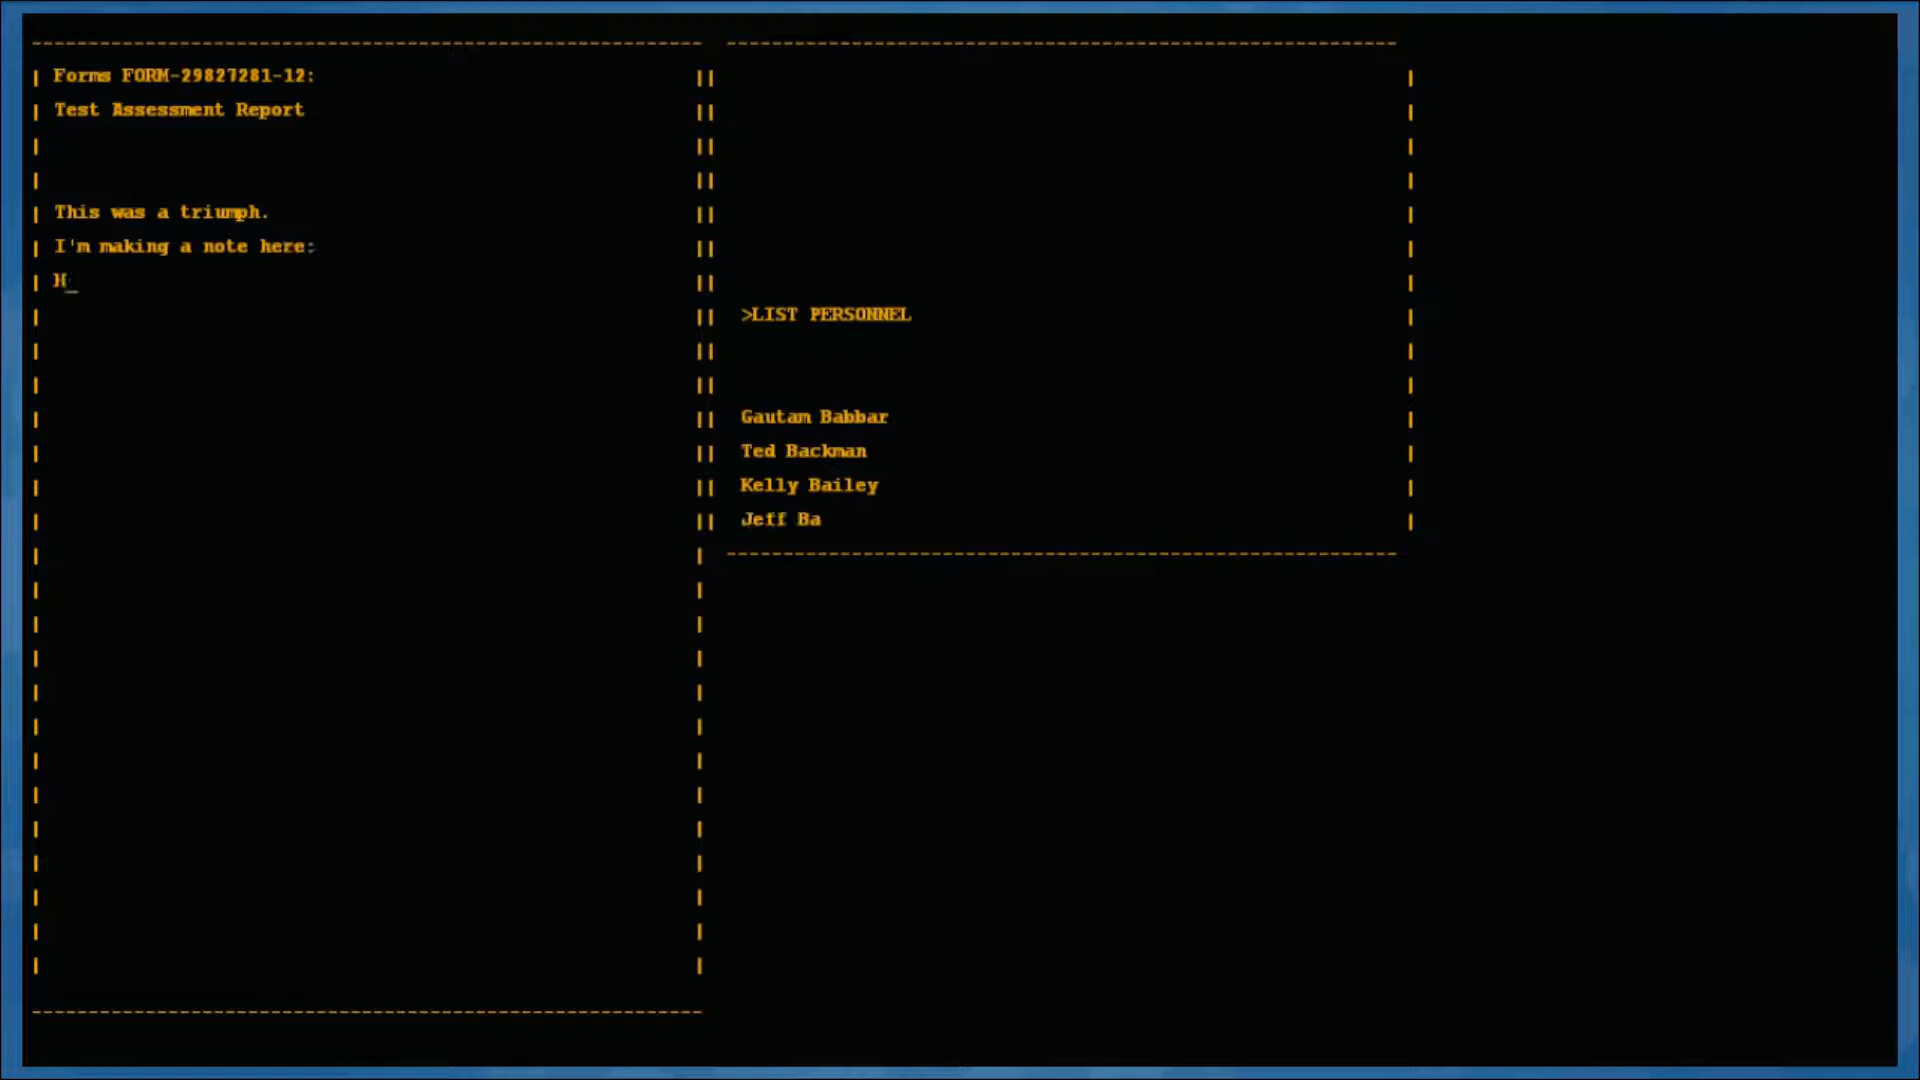 Forms FORM-29827281-12:
Test Assessment Report
This was a triumph.
I'm making a note here:
H_
>LIST PERSONNEL
Gautam Babbar
Ted Backman
Kelly Bailey
Jeff Ba